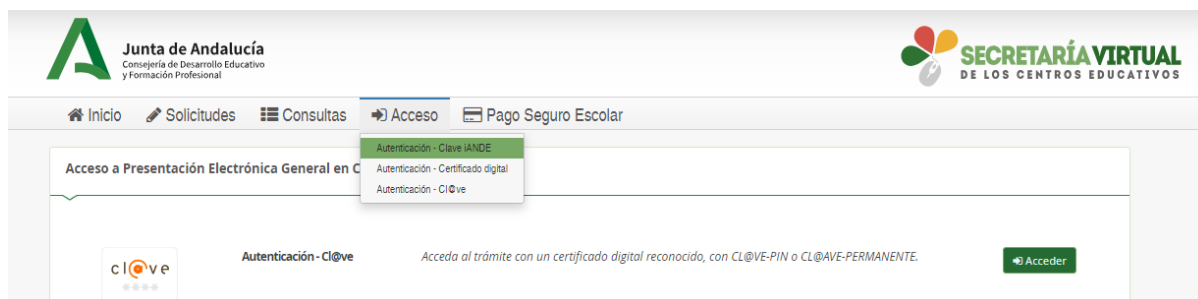 Junta de Andalucía
Consejería de Desarrollo Educativo
y Formación Profesional
SECRETARÍA VIRTUAL
DE LOS CENTROS EDUCATIVOS
Inicio Solicitudes Consultas Acceso Pago Seguro Escolar
Autenticación - Clave iANDE
Acceso a Presentación Electrónica General en C
Autenticación - Certificado digital
Autenticación - Cl@ve
cl@ve
Autenticación - Cl@ve Acceda al trámite con un certificado digital reconocido, con CL@VE-PIN o CL@AVE-PERMANENTE. Acceder